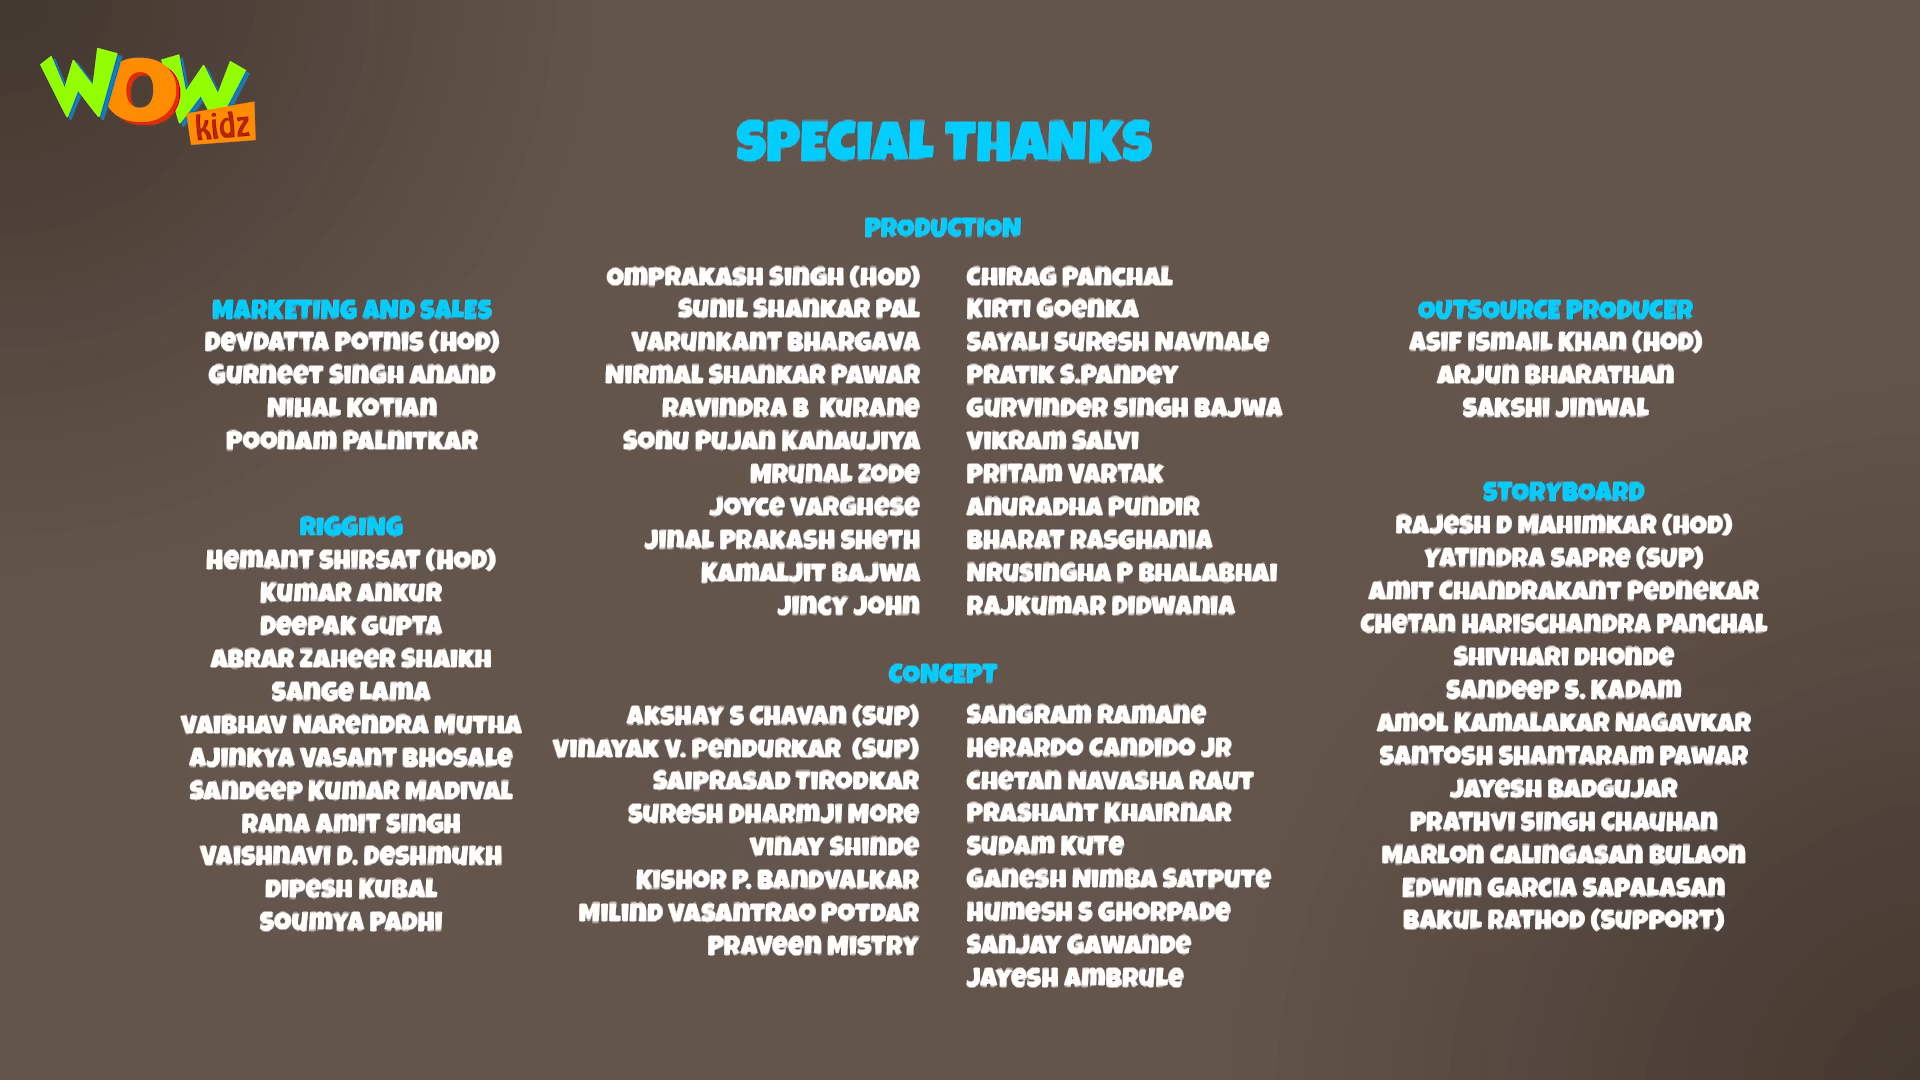 WOW
kidz
SPECIAL THANKS
MARKETING AND SALES
DEVDATTA POTNIS (HOD)
GURNEET SINGH ANAND
NIHAL KOTIAN
POONAM PALNITKAR
RIGGING
HEMANT SHIRSAT (HOD)
KUMAR ANKUR
DEEPAK GUPTA
ABRAR ZAHEER SHAIKH
SANGE LAMA
VAIBHAV NARENDRA MUTHA
AJINKYA VASANT BHOSALE
SANDEEP KUMAR MADIVAL
RANA AMIT SINGH
VAISHNAVI D. DESHMUKH
DIPESH KUBAL
SOUMYA PADHI
PRODUCTION
OMPRAKASH SINGH (HOD)
SUNIL SHANKAR PAL
VARUNKANT BHARGAVA
NIRMAL SHANKAR PAWAR
RAVINDRA B KURANE
SONU PUJAN KANAUJIYA
MRUNAL ZODE
JOYCE VARGHESE
JINAL PRAKASH SHETH
KAMALJIT BAJWA
JINCY JOHN
CHIRAG PANCHAL
KIRTI GOENKA
SAYALI SURESH NAVNALE
PRATIK S.PANDEY
GURVINDER SINGH BAJWA
VIKRAM SALVI
PRITAM VARTAK
ANURADHA PUNDIR
BHARAT RASGHANIA
NRUSINGHA P BHALABHAI
RAJKUMAR DIDWANIA
CONCEPT
AKSHAY S CHAVAN (SUP)
VINAYAK V. PENDURKAR (SUP)
SAIPRASAD TIRODKAR
SURESH DHARMJI MORE
VINAY SHINDE
KISHOR P. BANDVALKAR
MILIND VASANTRAO POTDAR
PRAVEEN MISTRY
SANGRAM RAMANE
HERARDO CANDIDO JR
CHETAN NAVASHA RAUT
PRASHANT KHAIRNAR
SUDAM KUTE
GANESH NIMBA SATPUTE
HUMESH S GHORPADE
SANJAY GAWANDE
JAYESH AMBRULE
OUTSOURCE PRODUCER
ASIF ISMAIL KHAN (HOD)
ARJUN BHARATHAN
SAKSHI JINWAL
STORYBOARD
RAJESH D MAHIMKAR (HOD)
YATINDRA SAPRE (SUP)
AMIT CHANDRAKANT PEDNEKAR
CHETAN HARISCHANDRA PANCHAL
SHIVHARI DHONDE
SANDEEP S. KADAM
AMOL KAMALAKAR NAGAVKAR
SANTOSH SHANTARAM PAWAR
JAYESH BADGUJAR
PRATHVI SINGH CHAUHAN
MARLON CALINGASAN BULAON
EDWIN GARCIA SAPALASAN
BAKUL RATHOD (SUPPORT)